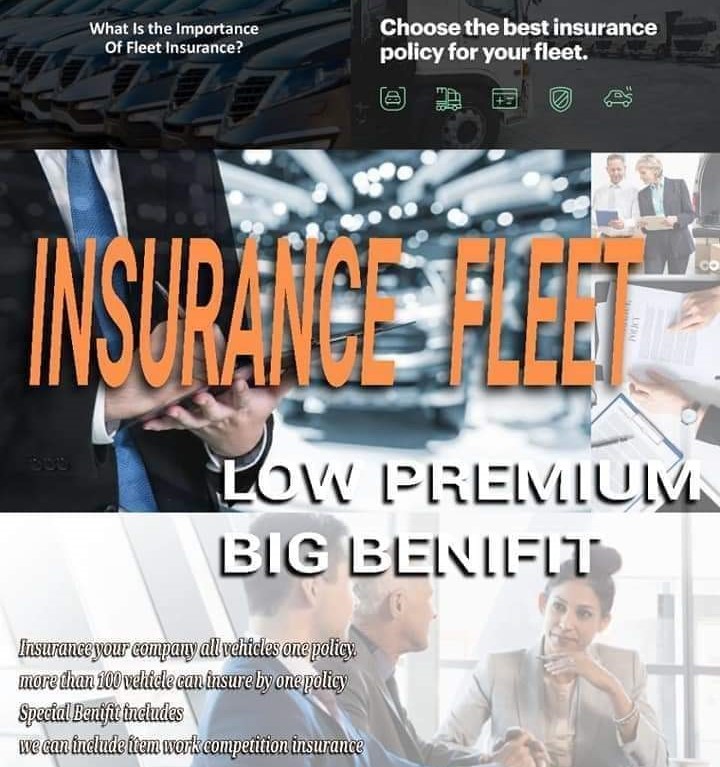 What Is the Importance
Of Fleet Insurance?
Choose the best insurance
policy for your fleet.
INSURANCE FLEET
LOW PREMIUM
BIG BENIFIT
Insurance your company all vehicles one policy.
more than 100 vehicle can insure by one policy
Special Benifit includes
we can include item work competition insurance